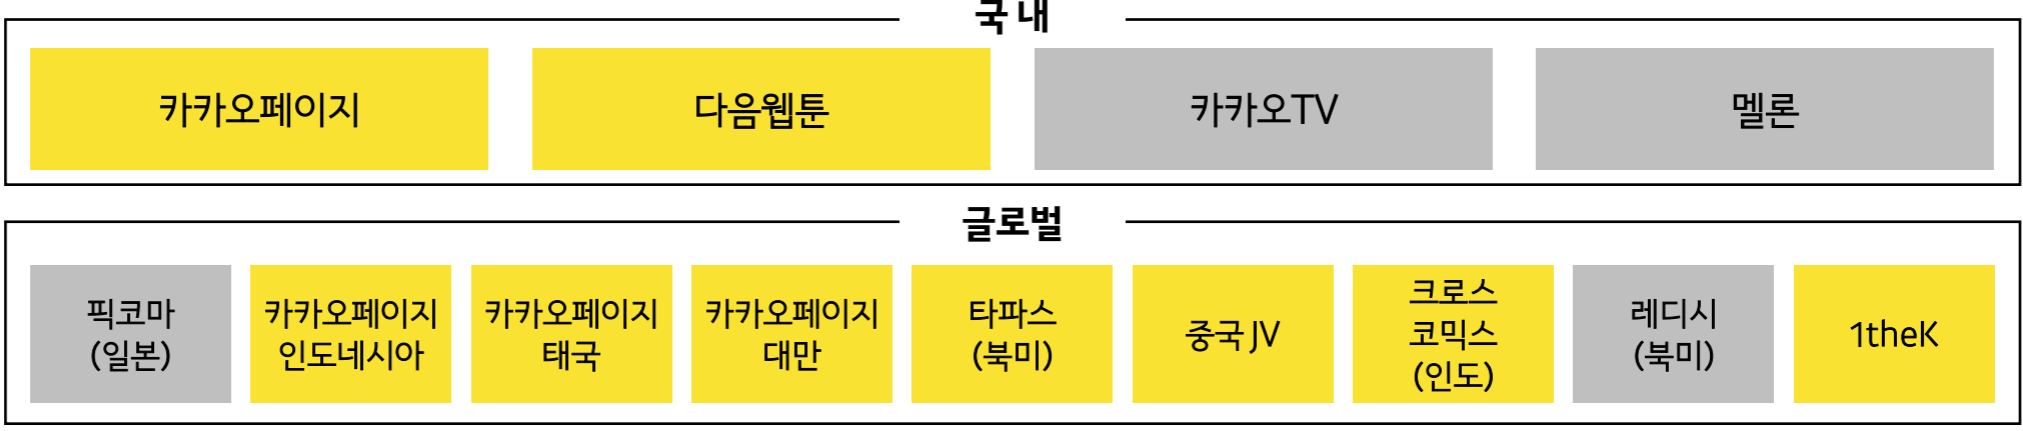 국 내
카카오페이지
다음웹툰
카카오TV
멜론
글로벌
픽코마
(일본)
카카오페이지
인도네시아
카카오페이지
태국
카카오페이지
대만
타파스
(북미)
중국 JV
크로스
코믹스
(인도)
레디시
(북미)
1theK